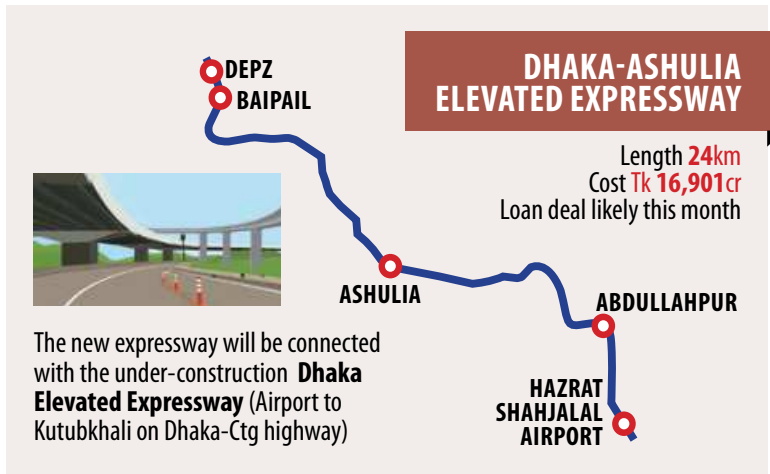 DHAKA-ASHULIA
ELEVATED EXPRESSWAY
Length 24km
Cost Tk 16,901cr
Loan deal likely this month
DEPZ
BAIPAIL
ASHULIA
ABDULLAHPUR
HAZRAT
SHAHJALAL
AIRPORT
The new expressway will be connected
with the under-construction Dhaka
Elevated Expressway (Airport to
Kutubkhali on Dhaka-Ctg highway)